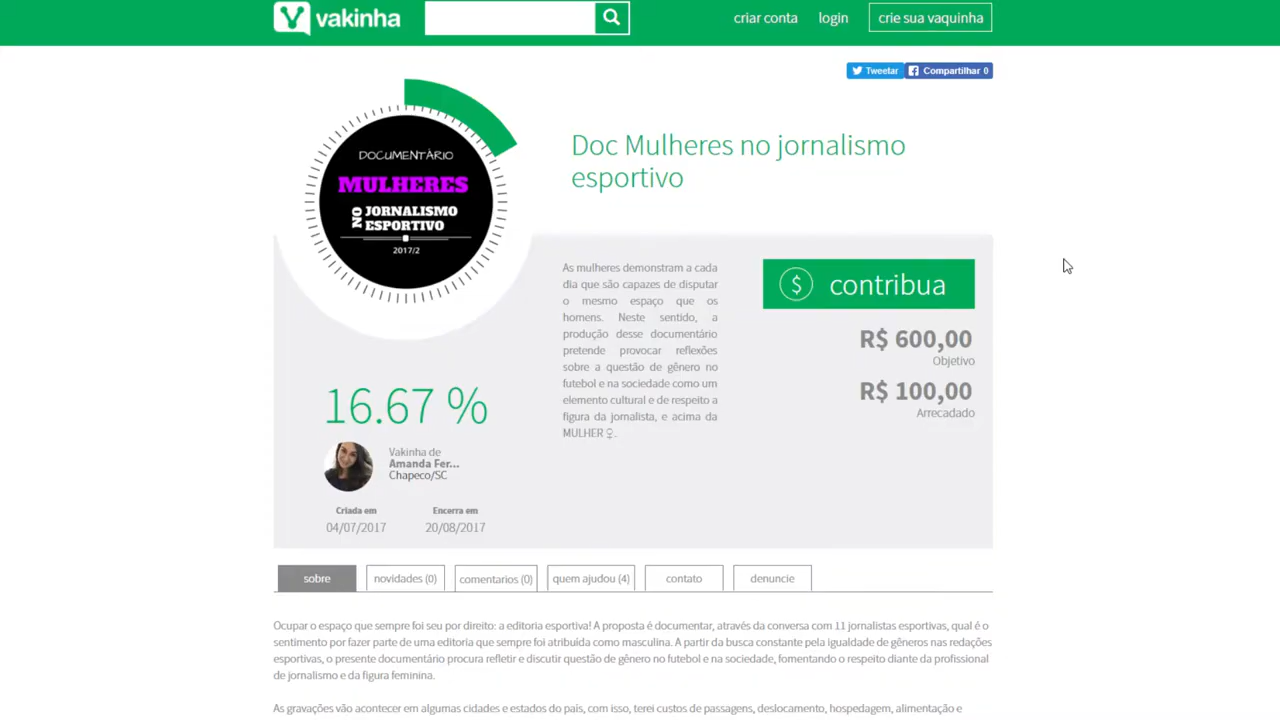 vakinha
criar conta
login
crie sua vaquinha
Tweetar
Compartilhar 0
DOCUMENTÁRIO
MULHERES
NO
JORNALISMO
ESPORTIVO
2017/2
Doc Mulheres no jornalismo
esportivo
As mulheres demonstram a cada
dia que são capazes de disputar
o mesmo espaço que os
homens. Neste sentido, a
produção desse documentário
pretende provocar reflexões
sobre a questão de gênero no
futebol e na sociedade como um
elemento cultural e de respeito a
figura da jornalista, e acima da
MULHER ♀.
$ contribua
R$ 600,00
Objetivo
R$ 100,00
Arrecadado
16.67 %
Vakinha de
Amanda Fer...
Chapeco/SC
Criada em
04/07/2017
Encerra em
20/08/2017
sobre
novidades (0)
comentarios (0)
quem ajudou (4)
contato
denuncie
Ocupar o espaço que sempre foi seu por direito: a editoria esportiva! A proposta é documentar, através da conversa com 11 jornalistas esportivas, qual é o
sentimento por fazer parte de uma editoria que sempre foi atribuída como masculina. A partir da busca constante pela igualdade de gêneros nas redações
esportivas, o presente documentário procura refletir e discutir questão de gênero no futebol e na sociedade, fomentando o respeito diante da profissional
de jornalismo e da figura feminina.
As gravações vão acontecer em algumas cidades e estados do país, com isso, terei custos de passagens, deslocamento, hospedagem, alimentação e